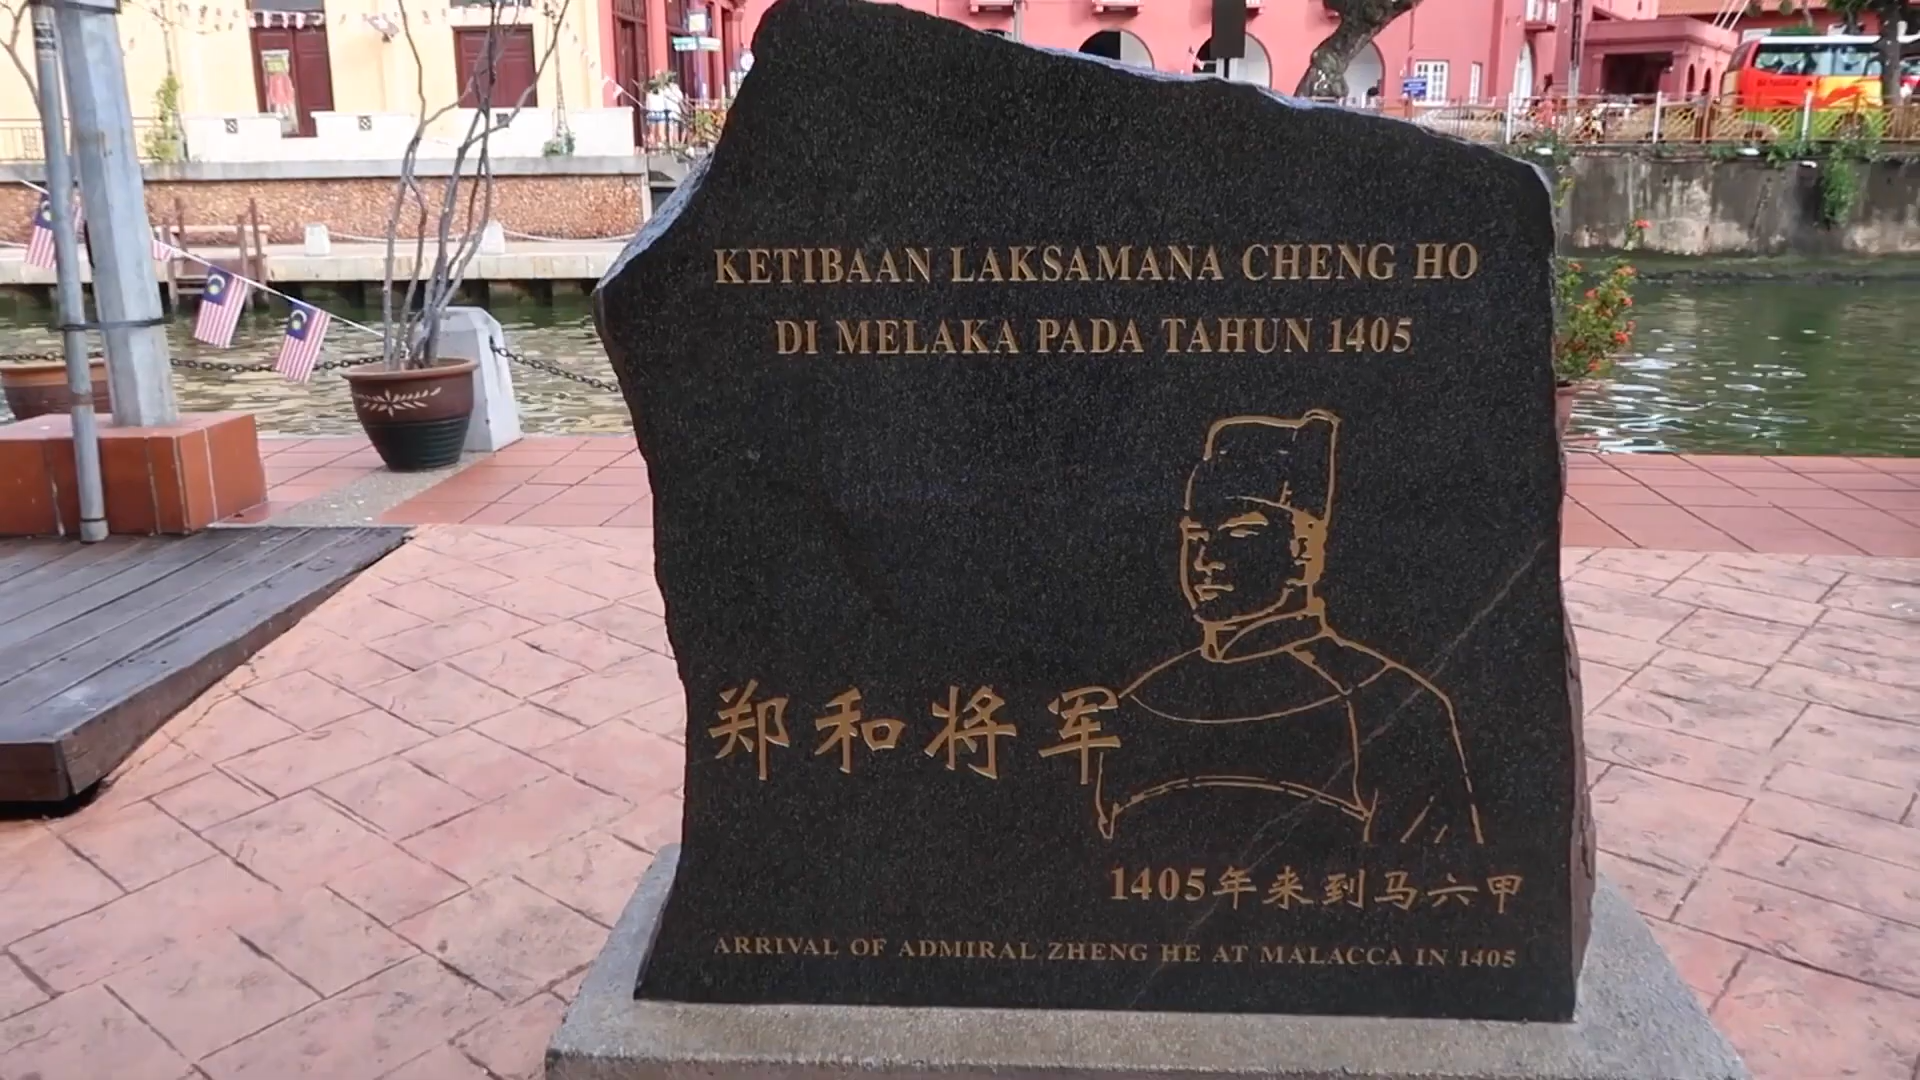 KETIBAAN LAKSAMANA CHENG HO
DI MELAKA PADA TAHUN 1405
郑和将军
1405年来到马六甲
ARRIVAL OF ADMIRAL ZHENG HE AT MALACCA IN 1405